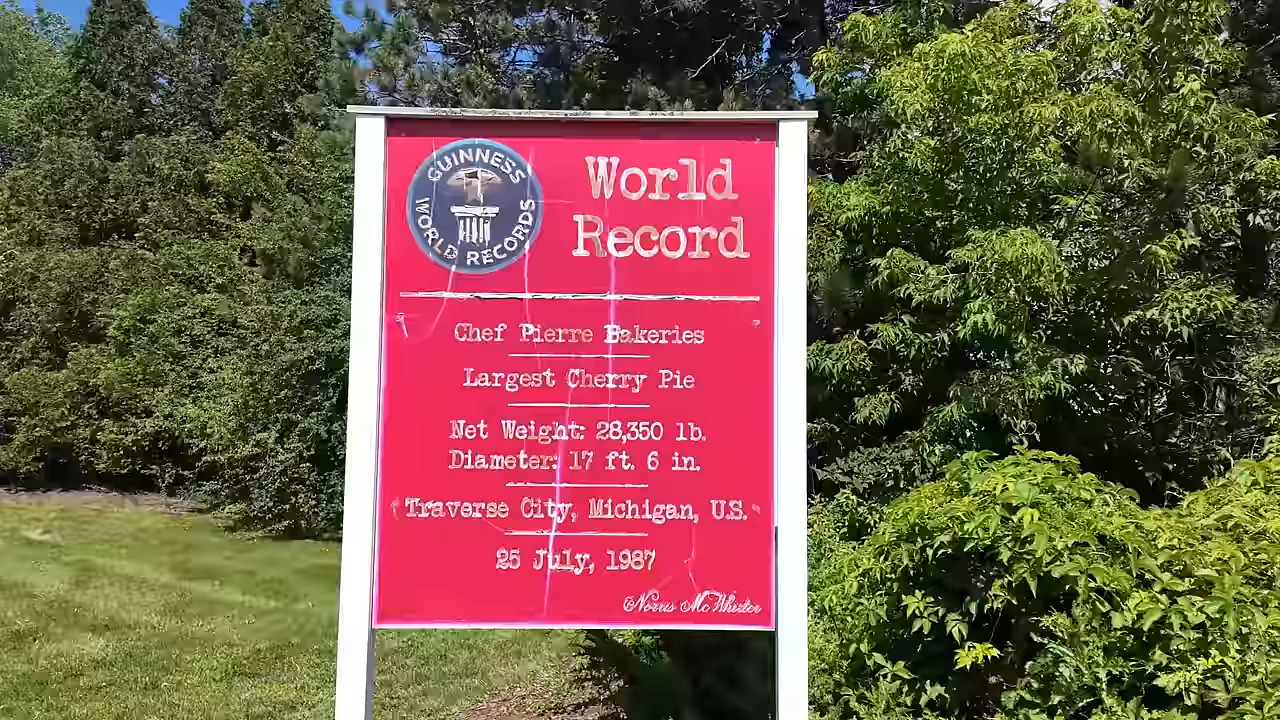 GUINNESS
WORLD RECORDS
World
Record
Chef Pierre Bakeries
Largest Cherry Pie
Net Weight: 28,350 lb.
Diameter: 17 ft. 6 in.
Traverse City, Michigan, U.S.
25 July, 1987
Norris McWhirter